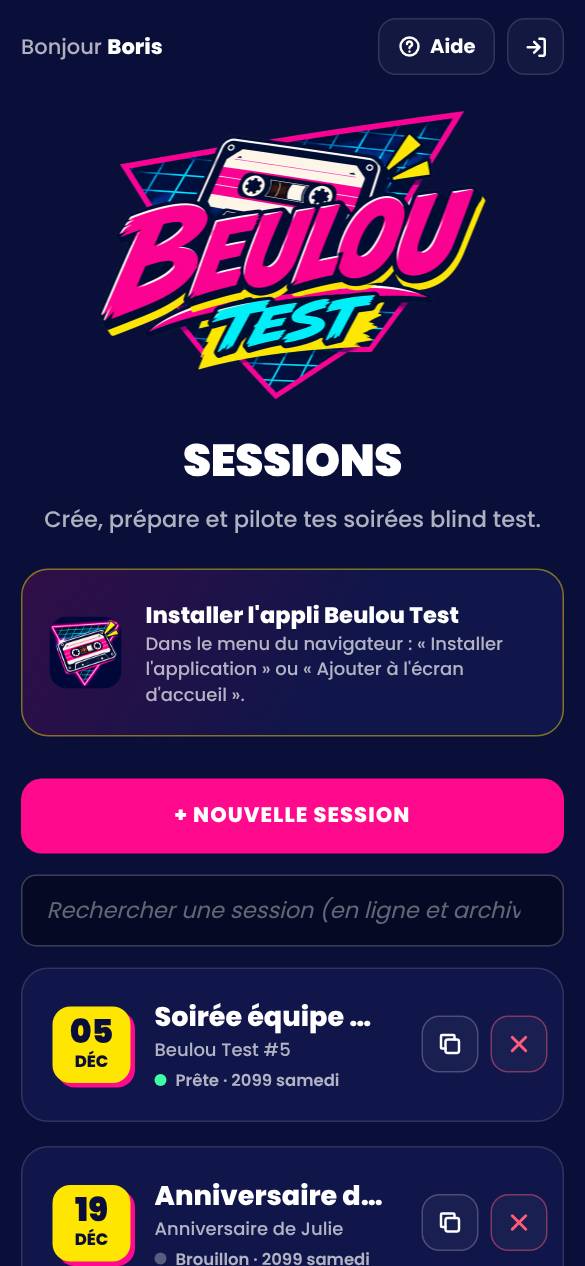 Bonjour Boris
Aide
BEULOU
TEST
SESSIONS
Crée, prépare et pilote tes soirées blind test.
Installer l'appli Beulou Test
Dans le menu du navigateur : « Installer
l'application » ou « Ajouter à l'écran
d'accueil ».
+ NOUVELLE SESSION
Rechercher une session (en ligne et archiv
05
DÉC
Soirée équipe ...
Beulou Test #5
Prête · 2099 samedi
19
DÉC
Anniversaire d...
Anniversaire de Julie
Brouillon · 2099 samedi